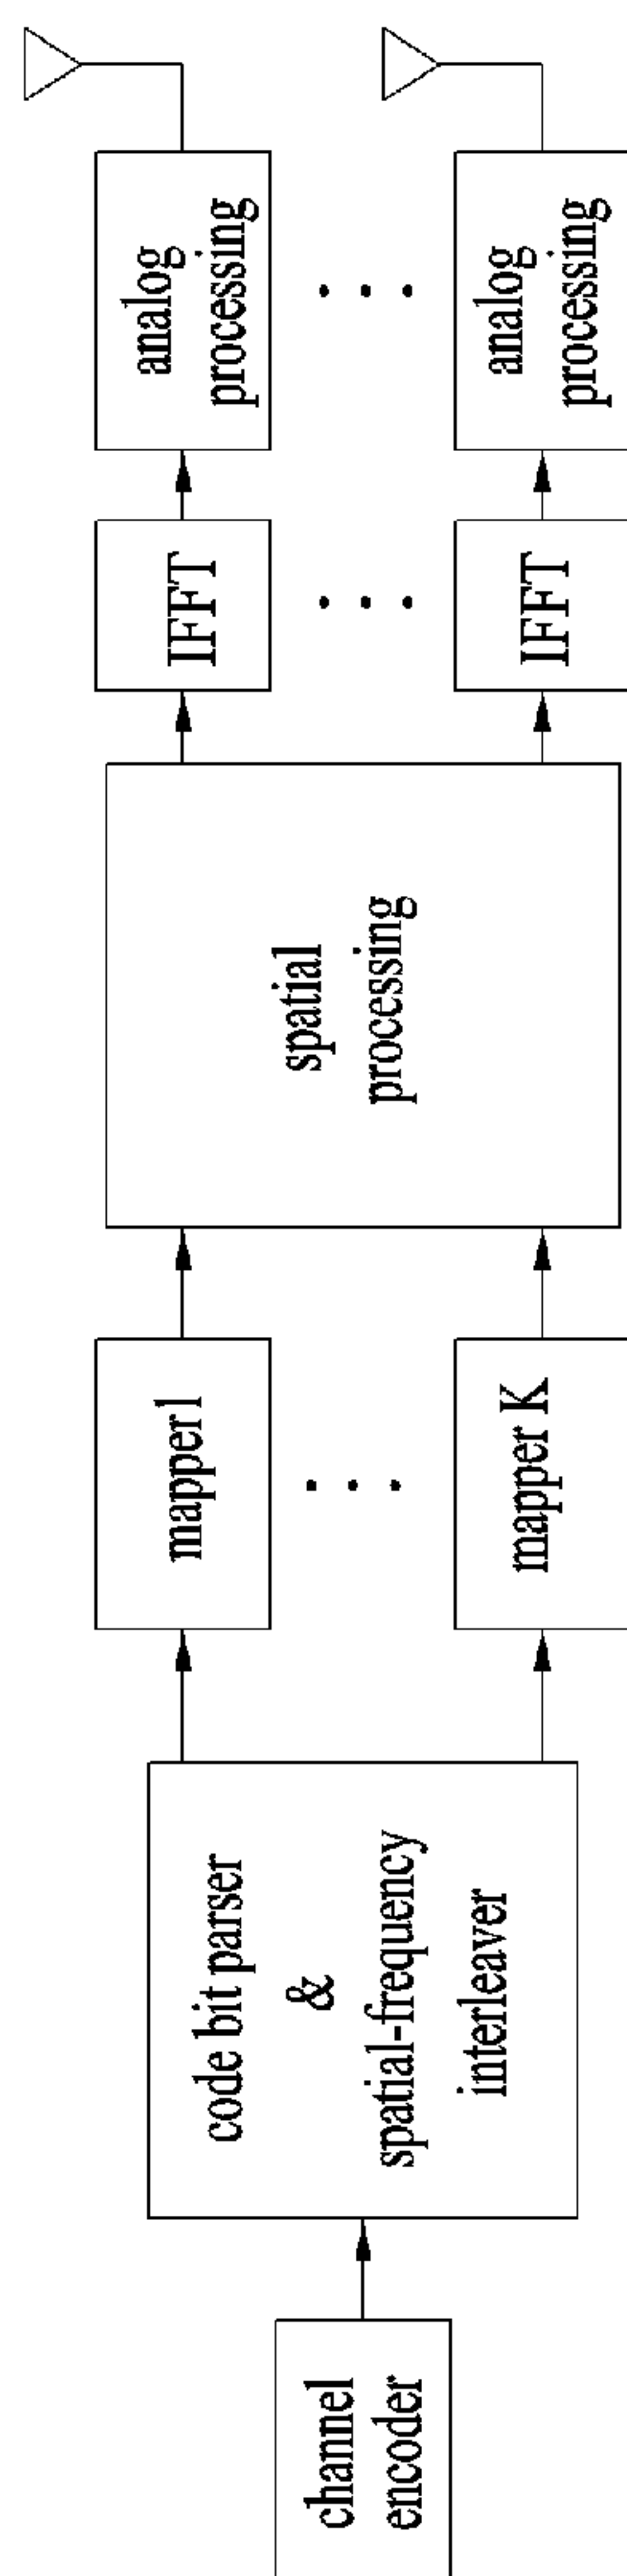 channel
encoder
code bit parser
&
spatial-frequency
interleaver
mapper1
mapper K
spatial
processing
IFFT
IFFT
analog
processing
analog
processing